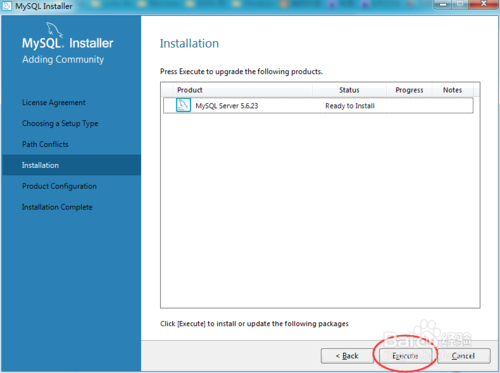 MySQL Installer
MySQL. Installer
Adding Community
License Agreement
Choosing a Setup Type
Path Conflicts
Installation
Product Configuration
Installation Complete
Installation
Press Execute to upgrade the following products.
Product Status Progress Notes
MySQL Server 5.6.23 Ready to Install
Click [Execute] to install or update the following packages
< Back Execute Cancel
Baidu 经验